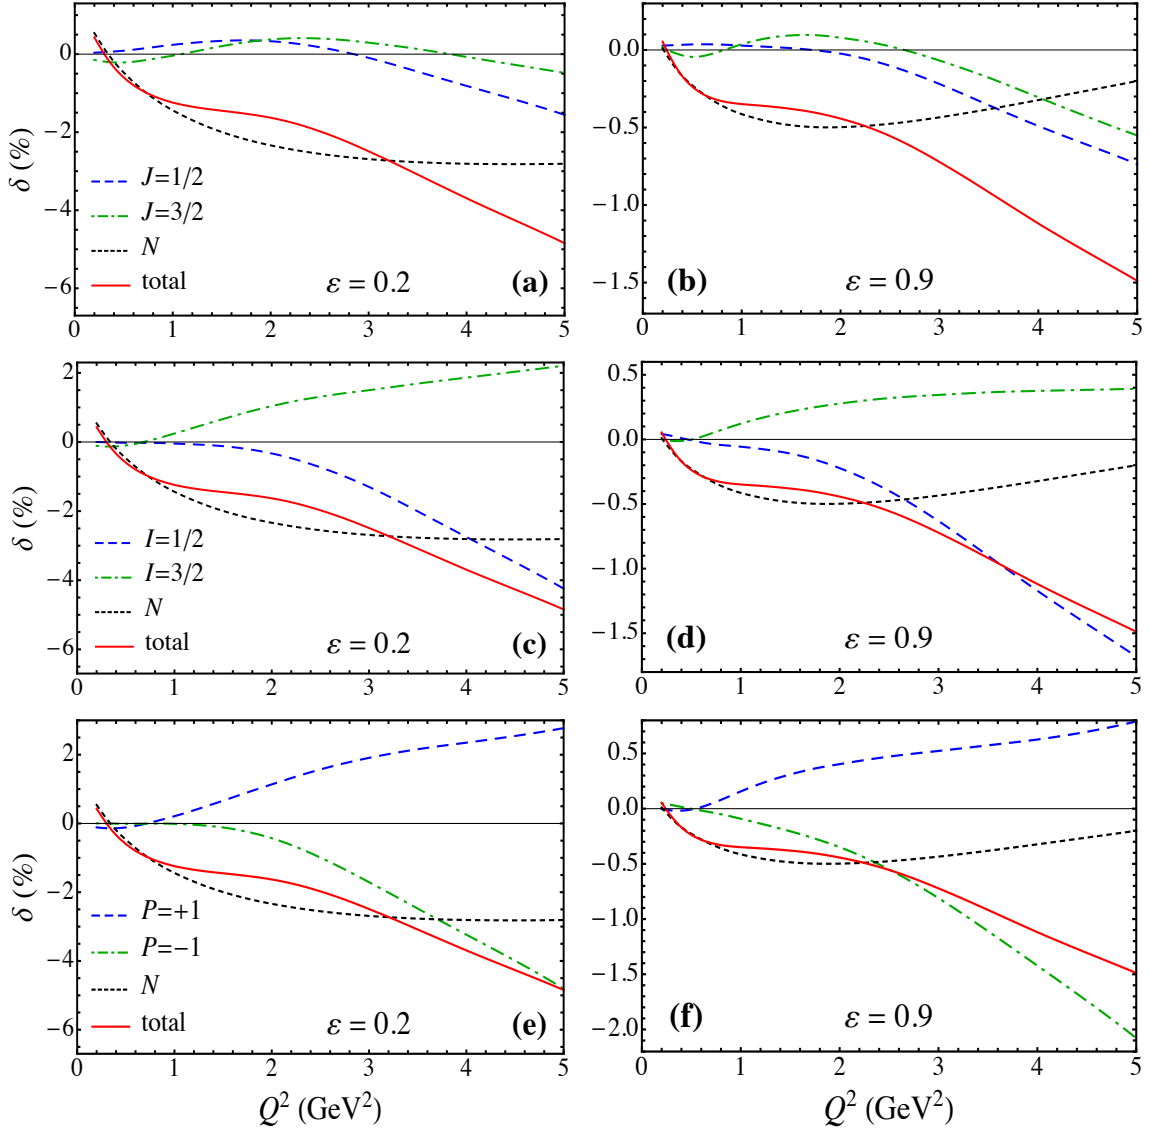 0
−2
−4
−6
δ (%)
J=1/2
J=3/2
N
total
ε = 0.2
(a)
0 1 2 3 4 5
0.0
−0.5
−1.0
−1.5
(b)
ε = 0.9
0 1 2 3 4 5
2
0
−2
−4
−6
δ (%)
I=1/2
I=3/2
N
total
ε = 0.2
(c)
0 1 2 3 4 5
0.5
0.0
−0.5
−1.0
−1.5
(d)
ε = 0.9
0 1 2 3 4 5
2
0
−2
−4
−6
δ (%)
P=+1
P=−1
N
total
ε = 0.2
(e)
0 1 2 3 4 5
Q² (GeV²)
0.5
0.0
−0.5
−1.0
−1.5
−2.0
(f)
ε = 0.9
0 1 2 3 4 5
Q² (GeV²)